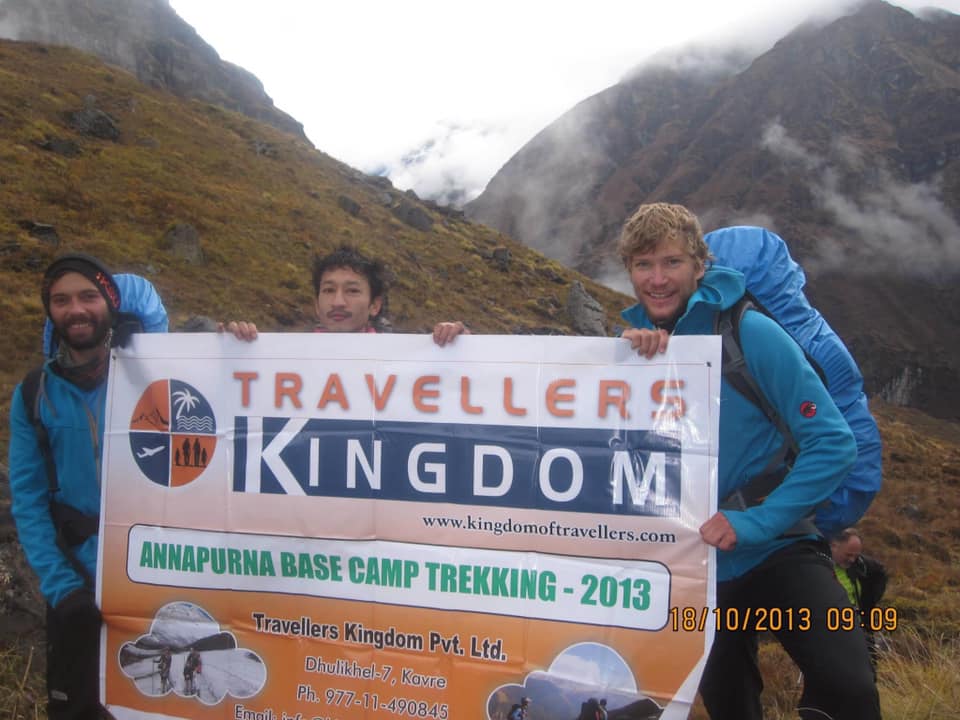 TRAVELLERS
KINGDOM
www.kingdomoftravellers.com
ANNAPURNA BASE CAMP TREKKING - 2013
Travellers Kingdom Pvt. Ltd.
Dhulikhel-7, Kavre
Ph. 977-11-490845
Email:
18/10/2013 09:09